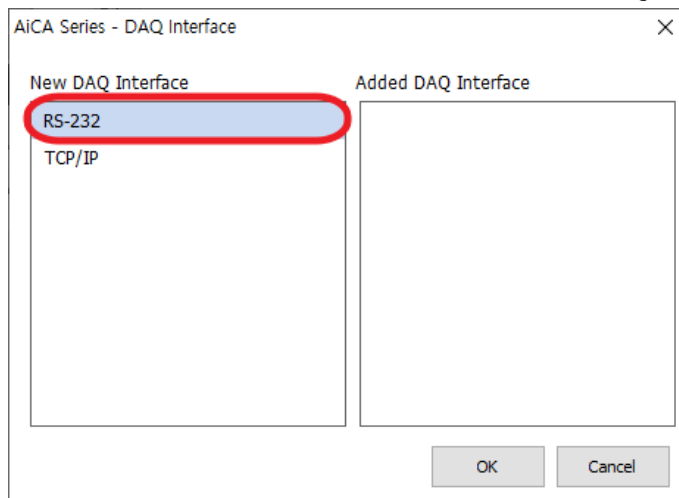 AiCA Series - DAQ Interface
New DAQ Interface
Added DAQ Interface
RS-232
TCP/IP
OK
Cancel